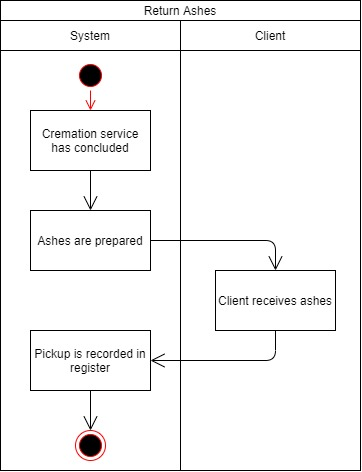 Return Ashes
System
Client
Cremation service
has concluded
Ashes are prepared
Client receives ashes
Pickup is recorded in
register